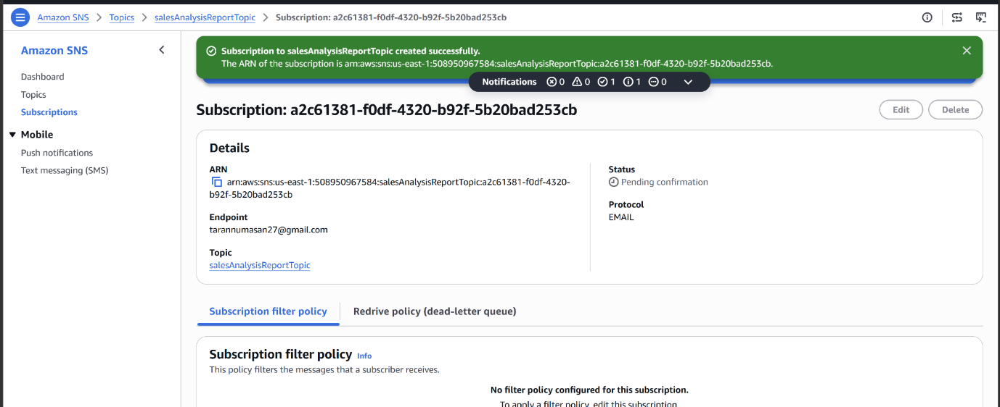 Amazon SNS > Topics > salesAnalysisReportTopic > Subscription: a2c61381-f0df-4320-b92f-5b20bad253cb
Amazon SNS
Dashboard
Topics
Subscriptions
Mobile
Push notifications
Text messaging (SMS)
Subscription to salesAnalysisReportTopic created successfully.
The ARN of the subscription is arn:aws:sns:us-east-1:508950967584:salesAnalysisReportTopic:a2c61381-f0df-4320-b92f-5b20bad253cb.
Notifications 0 0 1 1 0
Subscription: a2c61381-f0df-4320-b92f-5b20bad253cb
Edit
Delete
Details
ARN
arn:aws:sns:us-east-1:508950967584:salesAnalysisReportTopic:a2c61381-f0df-4320-
b92f-5b20bad253cb
Endpoint
tarannumasan27@gmail.com
Topic
salesAnalysisReportTopic
Status
Pending confirmation
Protocol
EMAIL
Subscription filter policy
Redrive policy (dead-letter queue)
Subscription filter policy Info
This policy filters the messages that a subscriber receives.
No filter policy configured for this subscription.
To apply a filter policy, edit this subscription.